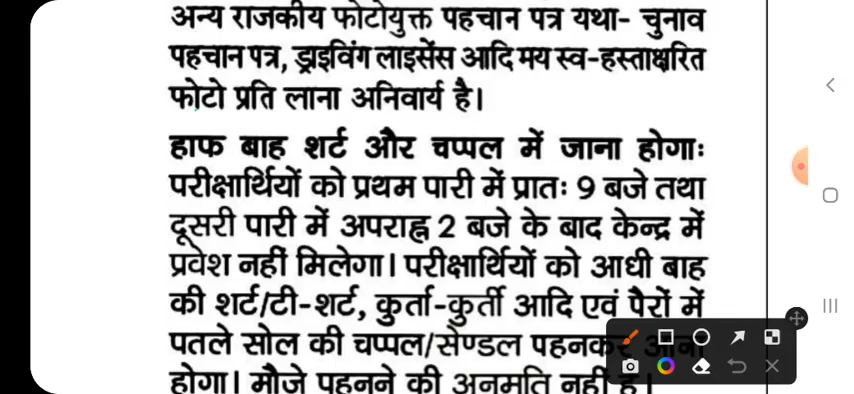 अन्य राजकीय फोटोयुक्त पहचान पत्र यथा- चुनाव
पहचान पत्र, ड्राइविंग लाइसेंस आदि मय स्व-हस्ताक्षरित
फोटो प्रति लाना अनिवार्य है।
हाफ बाह शर्ट और चप्पल में जाना होगाः
परीक्षार्थियों को प्रथम पारी में प्रातः 9 बजे तथा
दूसरी पारी में अपराह्न 2 बजे के बाद केन्द्र में
प्रवेश नहीं मिलेगा। परीक्षार्थियों को आधी बाह
की शर्ट/टी-शर्ट, कुर्ता-कुर्ती आदि एवं पैरों में
पतले सोल की चप्पल/सेण्डल पहनकर आना
होगा। मौजे पहनने की अनुमति नहीं है।